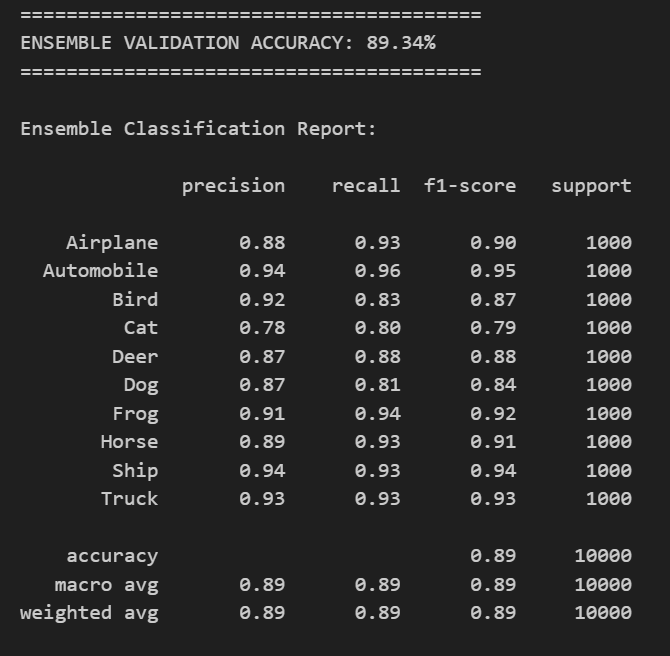 ========================================
ENSEMBLE VALIDATION ACCURACY: 89.34%
========================================
Ensemble Classification Report:
precision recall f1-score support
Airplane 0.88 0.93 0.90 1000
Automobile 0.94 0.96 0.95 1000
Bird 0.92 0.83 0.87 1000
Cat 0.78 0.80 0.79 1000
Deer 0.87 0.88 0.88 1000
Dog 0.87 0.81 0.84 1000
Frog 0.91 0.94 0.92 1000
Horse 0.89 0.93 0.91 1000
Ship 0.94 0.93 0.94 1000
Truck 0.93 0.93 0.93 1000
accuracy 0.89 10000
macro avg 0.89 0.89 0.89 10000
weighted avg 0.89 0.89 0.89 10000